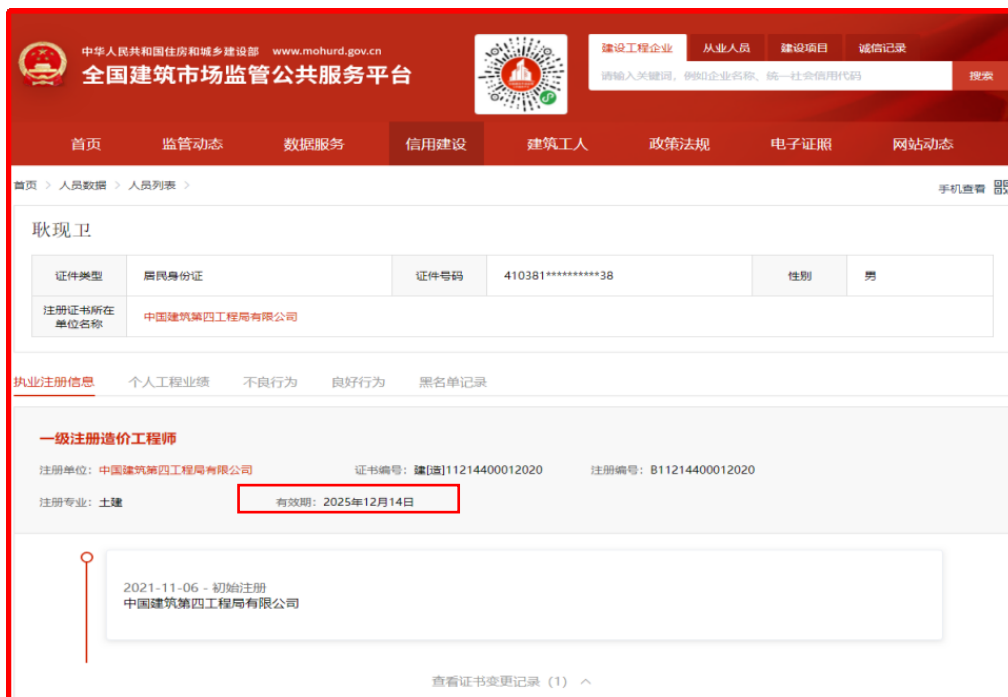 中华人民共和国住房和城乡建设部 www.mohurd.gov.cn
全国建筑市场监管公共服务平台
建设工程企业 从业人员 建设项目 诚信记录
请输入关键词，例如企业名称、统一社会信用代码 搜索
首页 监管动态 数据服务 信用建设 建筑工人 政策法规 电子证照 网站动态
首页 > 人员数据 > 人员列表 >
手机查看
耿现卫
证件类型 居民身份证 证件号码 410381**********38 性别 男
注册证书所在
单位名称
中国建筑第四工程局有限公司
执业注册信息 个人工程业绩 不良行为 良好行为 黑名单记录
一级注册造价工程师
注册单位：中国建筑第四工程局有限公司 证书编号：建[造]11214400012020 注册编号：B11214400012020
注册专业：土建 有效期：2025年12月14日
2021-11-06 - 初始注册
中国建筑第四工程局有限公司
查看证书变更记录（1）